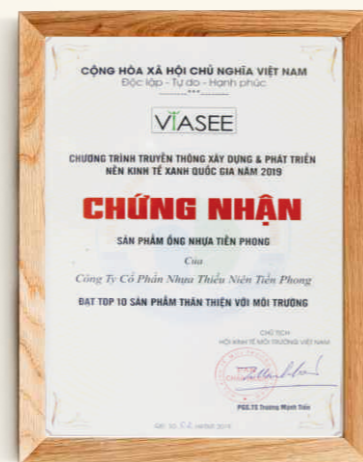 CỘNG HÒA XÃ HỘI CHỦ NGHĨA VIỆT NAM
Độc lập - Tự do - Hạnh phúc
VIASEE
CHƯƠNG TRÌNH TRUYỀN THÔNG XÂY DỰNG & PHÁT TRIỂN
NỀN KINH TẾ XANH QUỐC GIA NĂM 2019
CHỨNG NHẬN
SẢN PHẨM ỐNG NHỰA TIỀN PHONG
Của
Công Ty Cổ Phần Nhựa Thiếu Niên Tiền Phong
ĐẠT TOP 10 SẢN PHẨM THÂN THIỆN VỚI MÔI TRƯỜNG
CHỦ TỊCH
HỘI KINH TẾ MÔI TRƯỜNG VIỆT NAM
PGS.TS Trương Mạnh Tiến